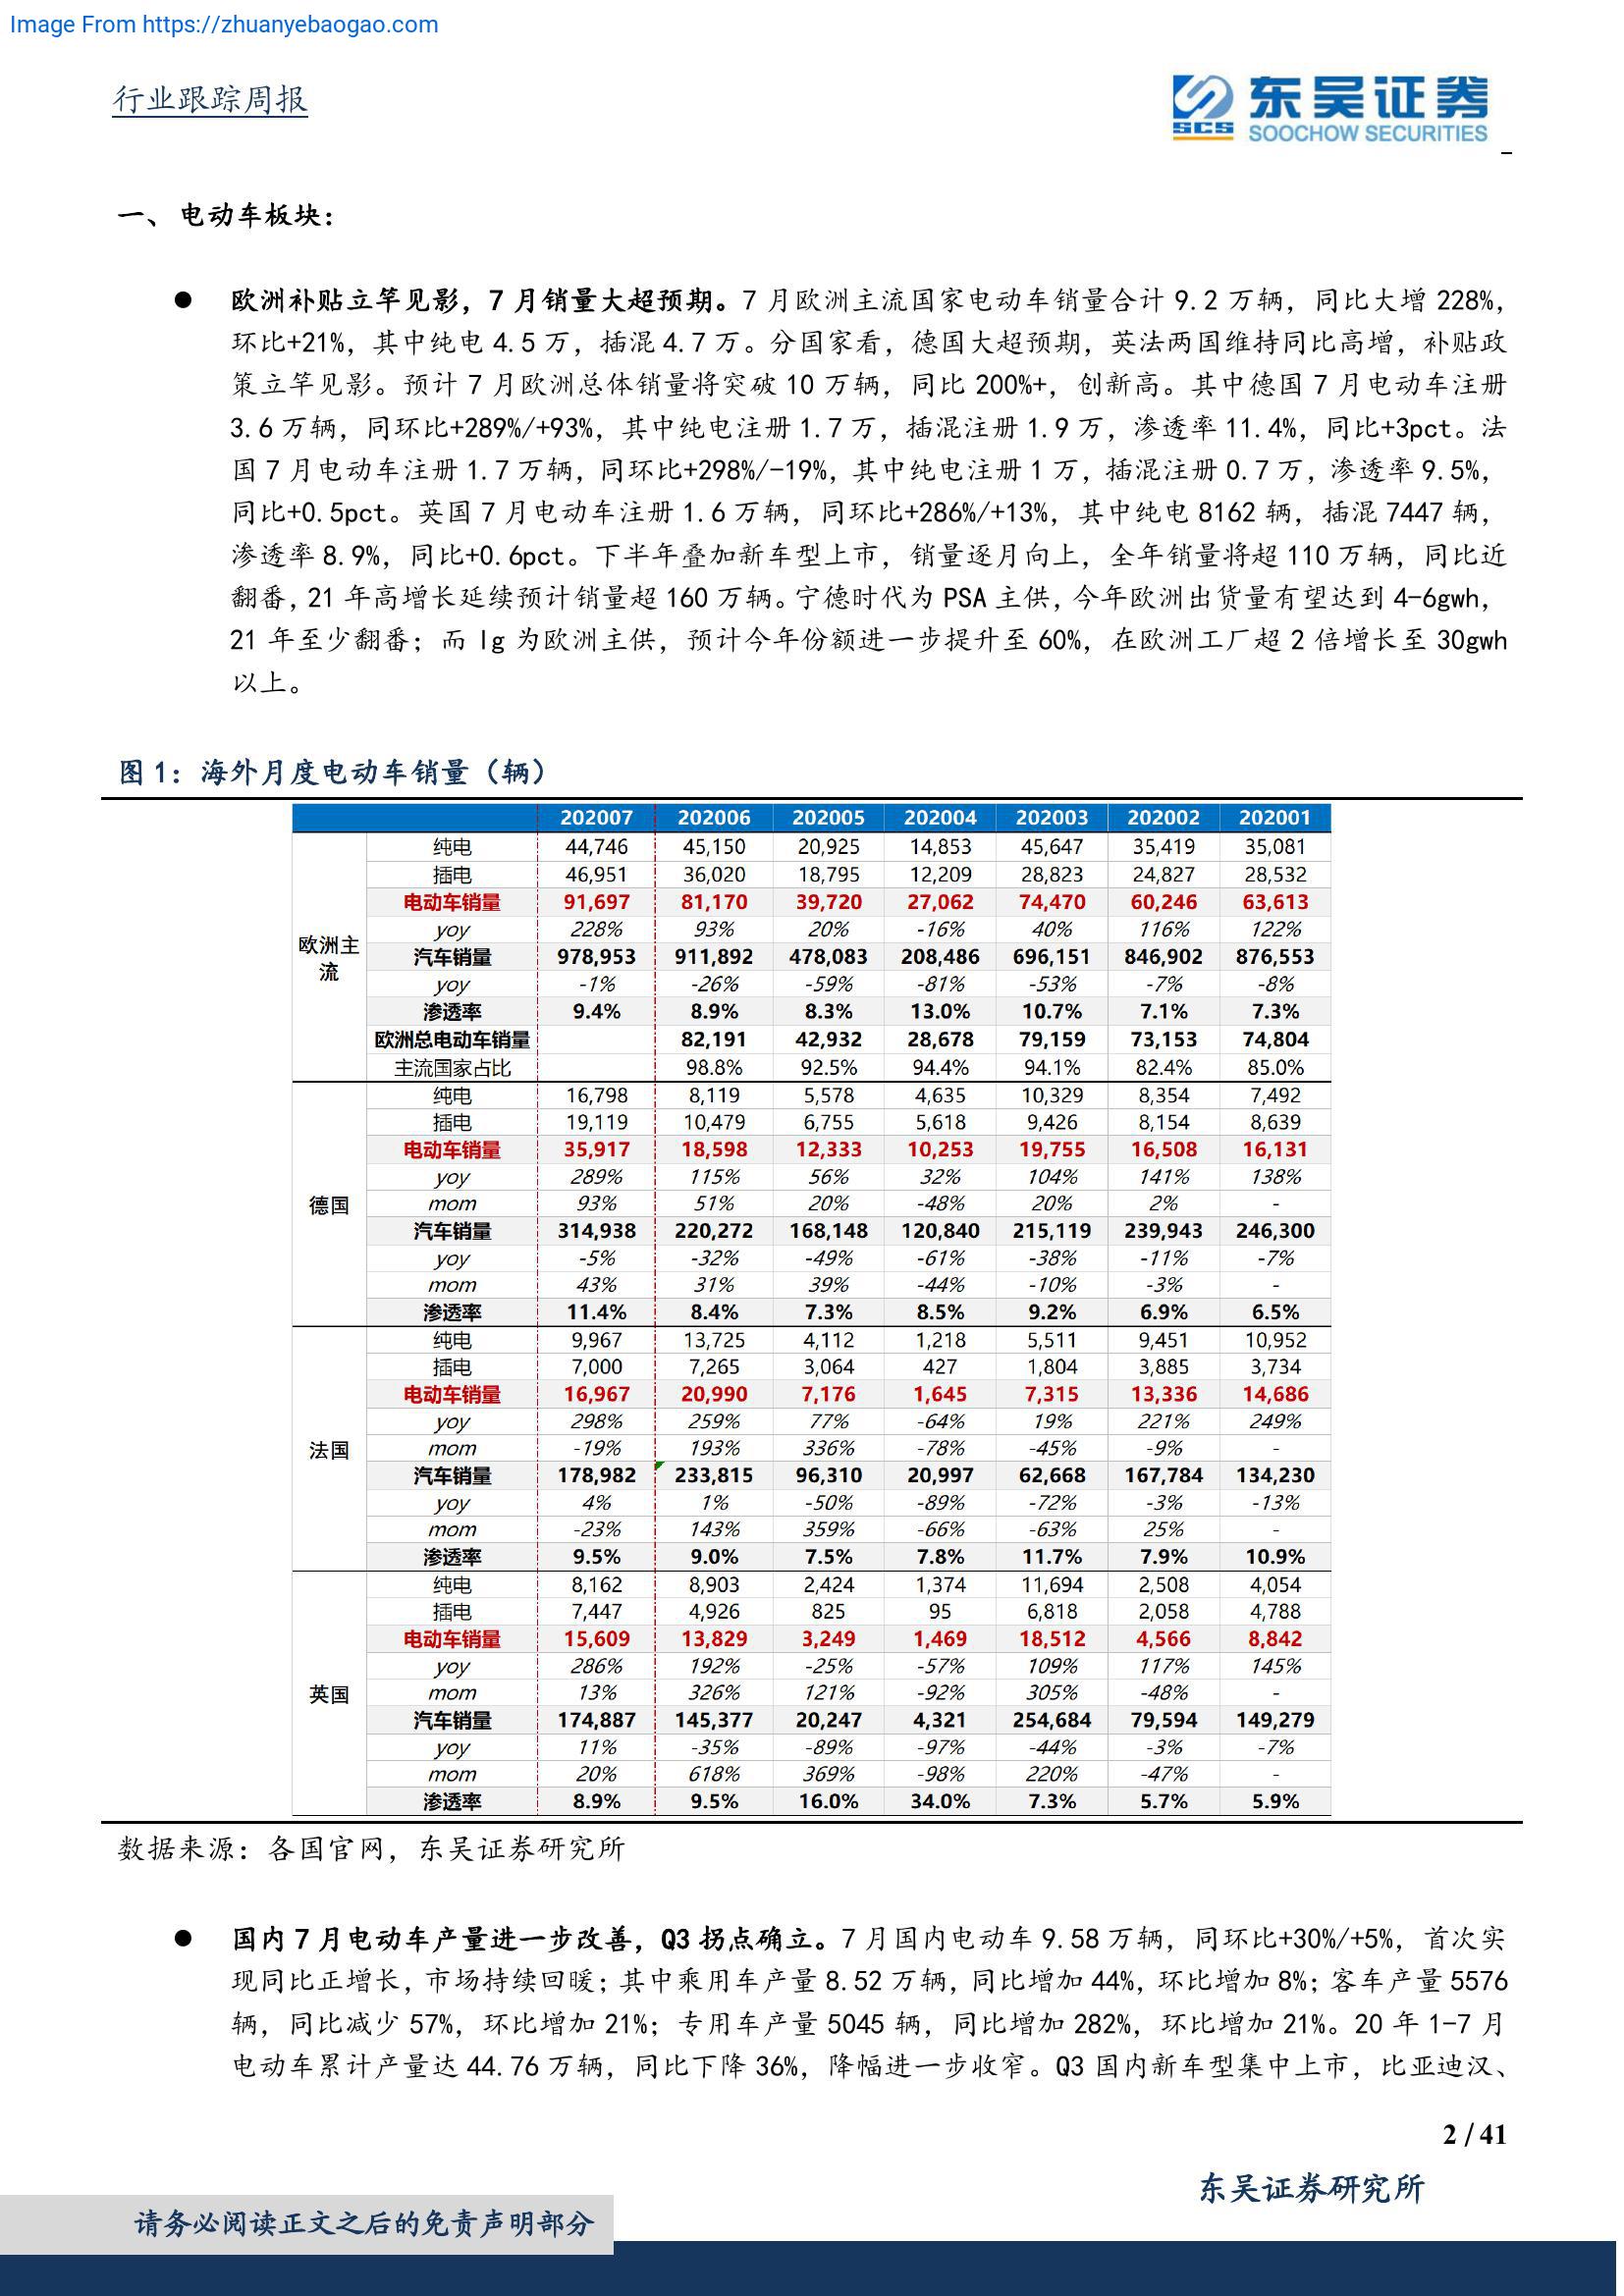 Image From https://zhuanyebaogao.com
行业跟踪周报
SCS 东吴证券
SOOCHOW SECURITIES
一、 电动车板块：
● 欧洲补贴立竿见影，7 月销量大超预期。7 月欧洲主流国家电动车销量合计 9.2 万辆，同比大增 228%，
环比+21%，其中纯电 4.5 万，插混 4.7 万。分国家看，德国大超预期，英法两国维持同比高增，补贴政
策立竿见影。预计 7 月欧洲总体销量将突破 10 万辆，同比 200%+，创新高。其中德国 7 月电动车注册
3.6 万辆，同环比+289%/+93%，其中纯电注册 1.7 万，插混注册 1.9 万，渗透率 11.4%，同比+3pct。法
国 7 月电动车注册 1.7 万辆，同环比+298%/-19%，其中纯电注册 1 万，插混注册 0.7 万，渗透率 9.5%，
同比+0.5pct。英国 7 月电动车注册 1.6 万辆，同环比+286%/+13%，其中纯电 8162 辆，插混 7447 辆，
渗透率 8.9%，同比+0.6pct。下半年叠加新车型上市，销量逐月向上，全年销量将超 110 万辆，同比近
翻番，21 年高增长延续预计销量超 160 万辆。宁德时代为 PSA 主供，今年欧洲出货量有望达到 4-6gwh，
21 年至少翻番；而 lg 为欧洲主供，预计今年份额进一步提升至 60%，在欧洲工厂超 2 倍增长至 30gwh
以上。
图 1：海外月度电动车销量（辆）
202007 202006 202005 202004 202003 202002 202001
欧洲主流
纯电 44,746 45,150 20,925 14,853 45,647 35,419 35,081
插电 46,951 36,020 18,795 12,209 28,823 24,827 28,532
电动车销量 91,697 81,170 39,720 27,062 74,470 60,246 63,613
yoy 228% 93% 20% -16% 40% 116% 122%
汽车销量 978,953 911,892 478,083 208,486 696,151 846,902 876,553
yoy -1% -26% -59% -81% -53% -7% -8%
渗透率 9.4% 8.9% 8.3% 13.0% 10.7% 7.1% 7.3%
欧洲总电动车销量 82,191 42,932 28,678 79,159 73,153 74,804
主流国家占比 98.8% 92.5% 94.4% 94.1% 82.4% 85.0%
德国
纯电 16,798 8,119 5,578 4,635 10,329 8,354 7,492
插电 19,119 10,479 6,755 5,618 9,426 8,154 8,639
电动车销量 35,917 18,598 12,333 10,253 19,755 16,508 16,131
yoy 289% 115% 56% 32% 104% 141% 138%
mom 93% 51% 20% -48% 20% 2% -
汽车销量 314,938 220,272 168,148 120,840 215,119 239,943 246,300
yoy -5% -32% -49% -61% -38% -11% -7%
mom 43% 31% 39% -44% -10% -3% -
渗透率 11.4% 8.4% 7.3% 8.5% 9.2% 6.9% 6.5%
法国
纯电 9,967 13,725 4,112 1,218 5,511 9,451 10,952
插电 7,000 7,265 3,064 427 1,804 3,885 3,734
电动车销量 16,967 20,990 7,176 1,645 7,315 13,336 14,686
yoy 298% 259% 77% -64% 19% 221% 249%
mom -19% 193% 336% -78% -45% -9% -
汽车销量 178,982 233,815 96,310 20,997 62,668 167,784 134,230
yoy 4% 1% -50% -89% -72% -3% -13%
mom -23% 143% 359% -66% -63% 25% -
渗透率 9.5% 9.0% 7.5% 7.8% 11.7% 7.9% 10.9%
英国
纯电 8,162 8,903 2,424 1,374 11,694 2,508 4,054
插电 7,447 4,926 825 95 6,818 2,058 4,788
电动车销量 15,609 13,829 3,249 1,469 18,512 4,566 8,842
yoy 286% 192% -25% -57% 109% 117% 145%
mom 13% 326% 121% -92% 305% -48% -
汽车销量 174,887 145,377 20,247 4,321 254,684 79,594 149,279
yoy 11% -35% -89% -97% -44% -3% -7%
mom 20% 618% 369% -98% 220% -47% -
渗透率 8.9% 9.5% 16.0% 34.0% 7.3% 5.7% 5.9%
数据来源：各国官网，东吴证券研究所
● 国内 7 月电动车产量进一步改善，Q3 拐点确立。7 月国内电动车 9.58 万辆，同环比+30%/+5%，首次实
现同比正增长，市场持续回暖；其中乘用车产量 8.52 万辆，同比增加 44%，环比增加 8%；客车产量 5576
辆，同比减少 57%，环比增加 21%；专用车产量 5045 辆，同比增加 282%，环比增加 21%。20 年 1-7 月
电动车累计产量达 44.76 万辆，同比下降 36%，降幅进一步收窄。Q3 国内新车型集中上市，比亚迪汉、
2 / 41
东吴证券研究所
请务必阅读正文之后的免责声明部分